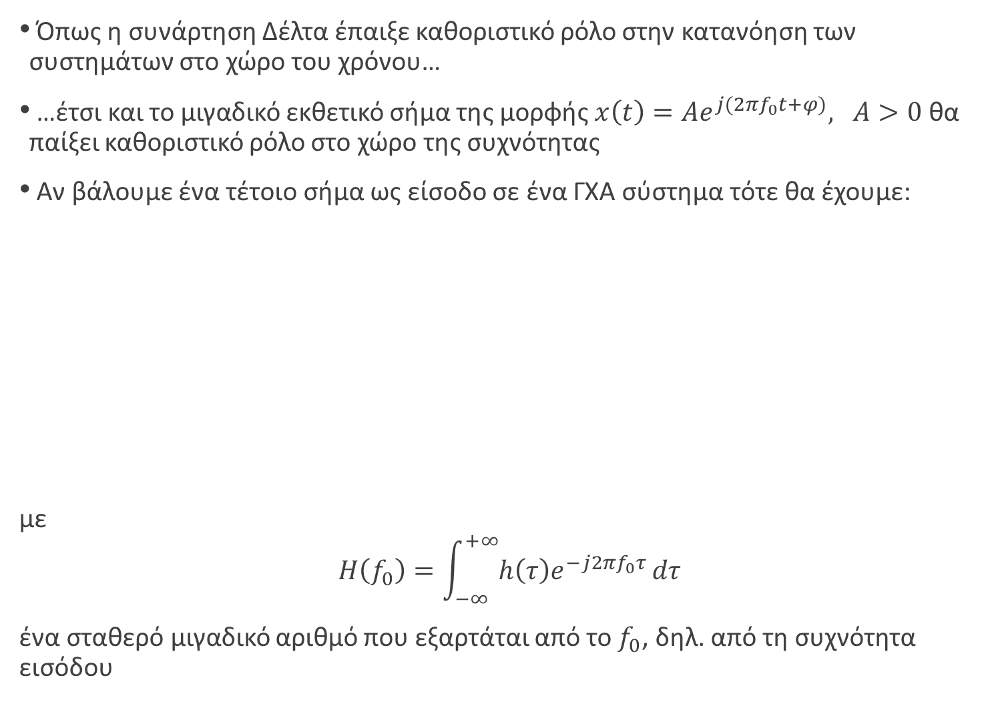 • Όπως η συνάρτηση Δέλτα έπαιξε καθοριστικό ρόλο στην κατανόηση των
συστημάτων στο χώρο του χρόνου…
• …έτσι και το μιγαδικό εκθετικό σήμα της μορφής $x(t) = Ae^{j(2\pi f_0 t+\varphi)}$, $A > 0$ θα
παίξει καθοριστικό ρόλο στο χώρο της συχνότητας
• Αν βάλουμε ένα τέτοιο σήμα ως είσοδο σε ένα ΓΧΑ σύστημα τότε θα έχουμε:
με
$H(f_0) = \int_{-\infty}^{+\infty} h(\tau)e^{-j2\pi f_0 \tau} \, d\tau$
ένα σταθερό μιγαδικό αριθμό που εξαρτάται από το $f_0$, δηλ. από τη συχνότητα
εισόδου